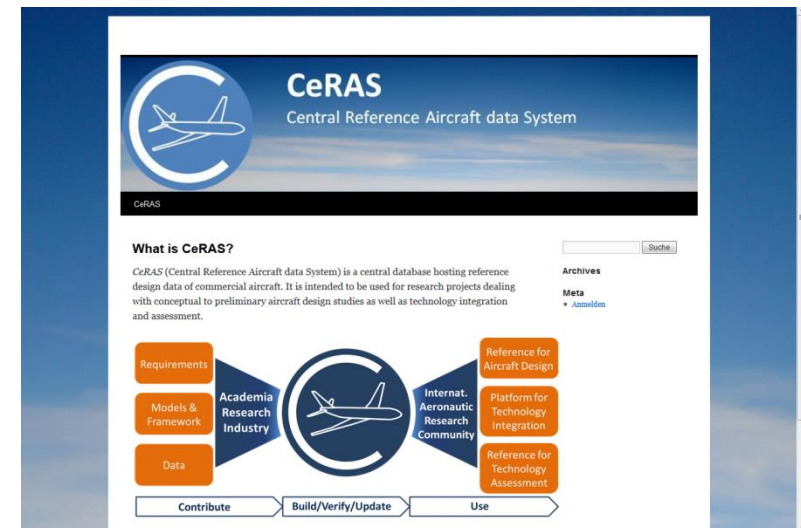 CeRAS
Central Reference Aircraft data System
CeRAS
What is CeRAS?
CeRAS (Central Reference Aircraft data System) is a central database hosting reference
design data of commercial aircraft. It is intended to be used for research projects dealing
with conceptual to preliminary aircraft design studies as well as technology integration
and assessment.
Suche
Archives
Meta
Anmelden
Requirements
Models &
Framework
Data
Academia
Research
Industry
Internat.
Aeronautic
Research
Community
Reference for
Aircraft Design
Platform for
Technology
Integration
Reference for
Technology
Assessment
Contribute
Build/Verify/Update
Use